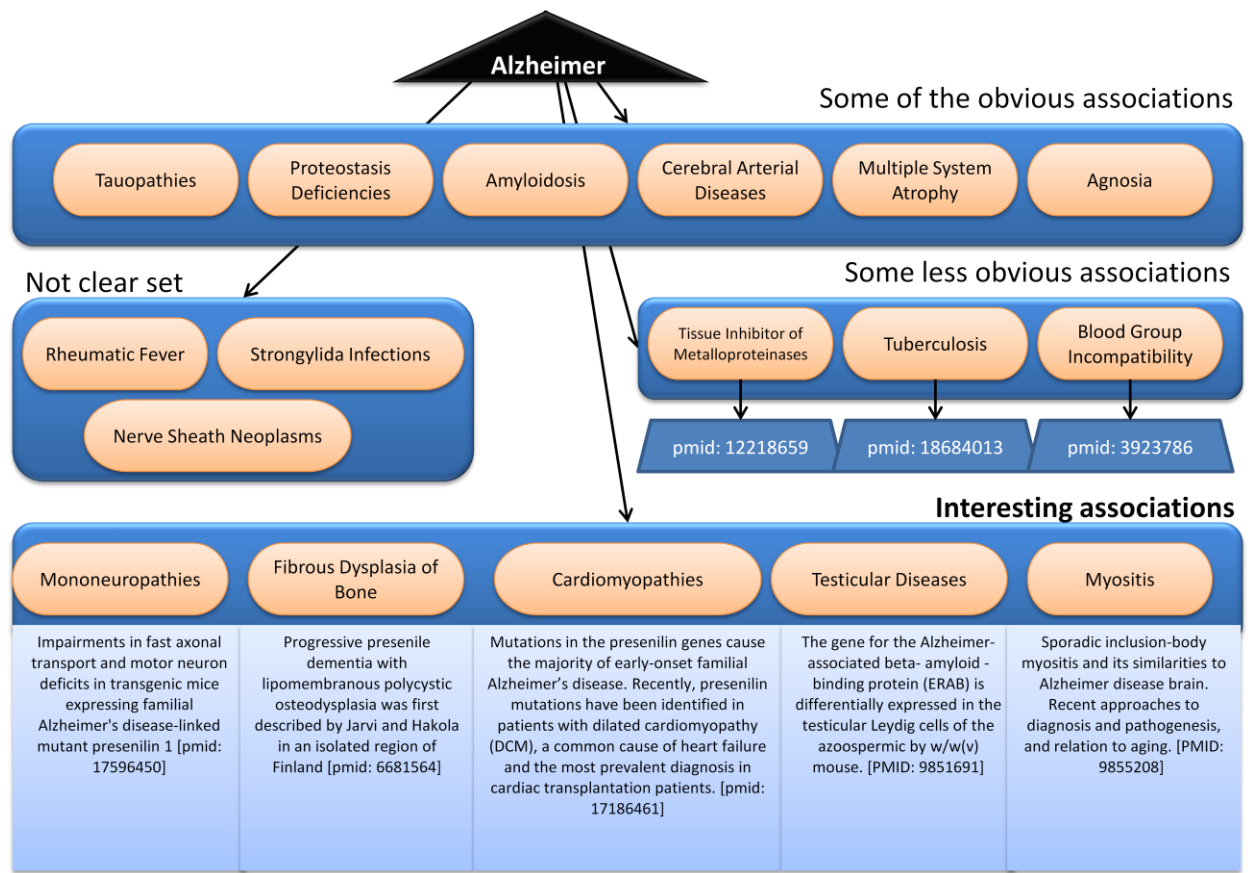 Alzheimer
Some of the obvious associations
Tauopathies
Proteostasis
Deficiencies
Amyloidosis
Cerebral Arterial
Diseases
Multiple System
Atrophy
Agnosia
Not clear set
Rheumatic Fever
Strongylida Infections
Nerve Sheath Neoplasms
Some less obvious associations
Tissue Inhibitor of
Metalloproteinases
Tuberculosis
Blood Group
Incompatibility
pmid: 12218659
pmid: 18684013
pmid: 3923786
Interesting associations
Mononeuropathies
Fibrous Dysplasia of
Bone
Cardiomyopathies
Testicular Diseases
Myositis
Impairments in fast axonal
transport and motor neuron
deficits in transgenic mice
expressing familial
Alzheimer's disease-linked
mutant presenilin 1 [pmid:
17596450]
Progressive presenile
dementia with
lipomembranous polycystic
osteodysplasia was first
described by Jarvi and Hakola
in an isolated region of
Finland [pmid: 6681564]
Mutations in the presenilin genes cause
the majority of early-onset familial
Alzheimer’s disease. Recently, presenilin
mutations have been identified in
patients with dilated cardiomyopathy
(DCM), a common cause of heart failure
and the most prevalent diagnosis in
cardiac transplantation patients. [pmid:
17186461]
The gene for the Alzheimer-
associated beta- amyloid -
binding protein (ERAB) is
differentially expressed in the
testicular Leydig cells of the
azoospermic by w/w(v)
mouse. [PMID: 9851691]
Sporadic inclusion-body
myositis and its similarities to
Alzheimer disease brain.
Recent approaches to
diagnosis and pathogenesis,
and relation to aging. [PMID:
9855208]